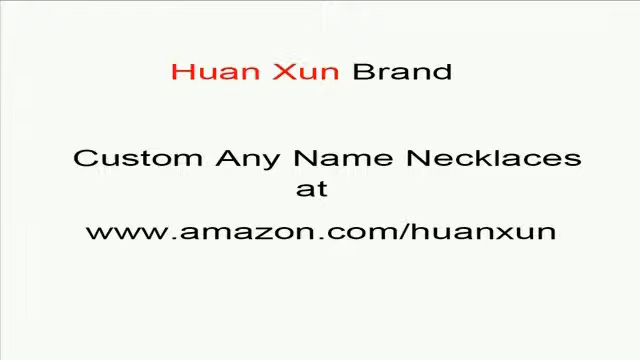 Huan Xun Brand
Custom Any Name Necklaces
at
www.amazon.com/huanxun